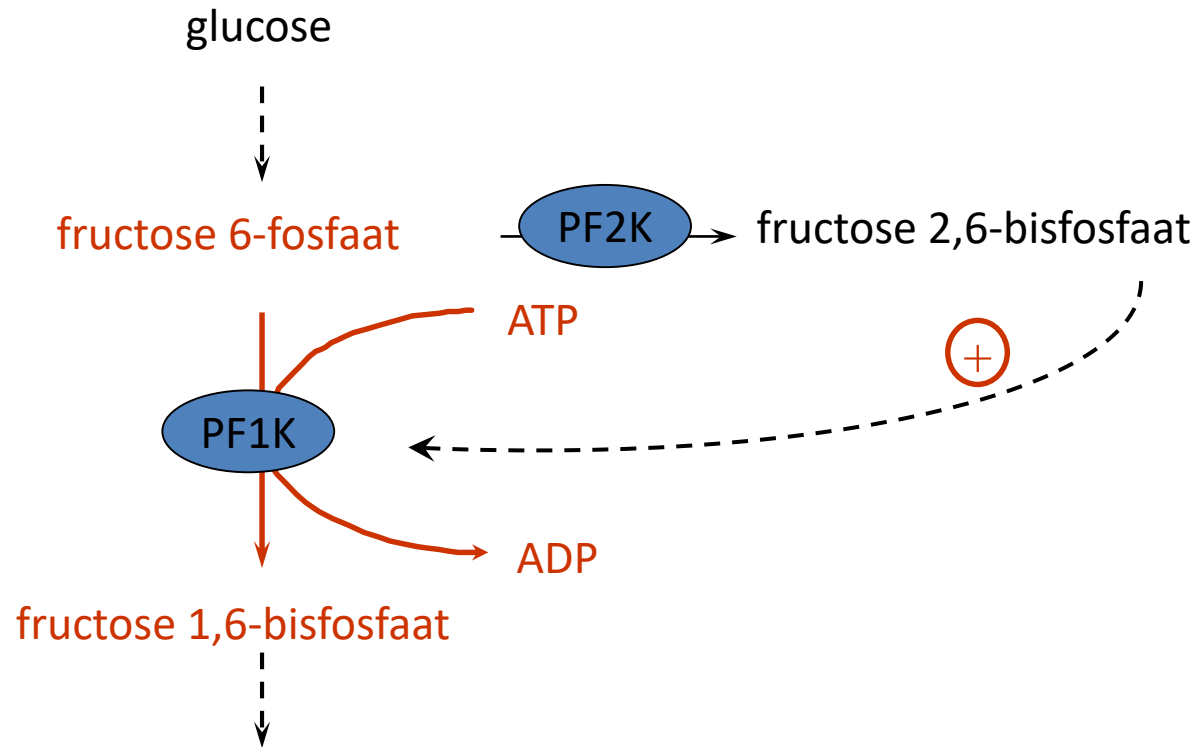 glucose
fructose 6-fosfaat
PF2K
fructose 2,6-bisfosfaat
ATP
+
PF1K
ADP
fructose 1,6-bisfosfaat